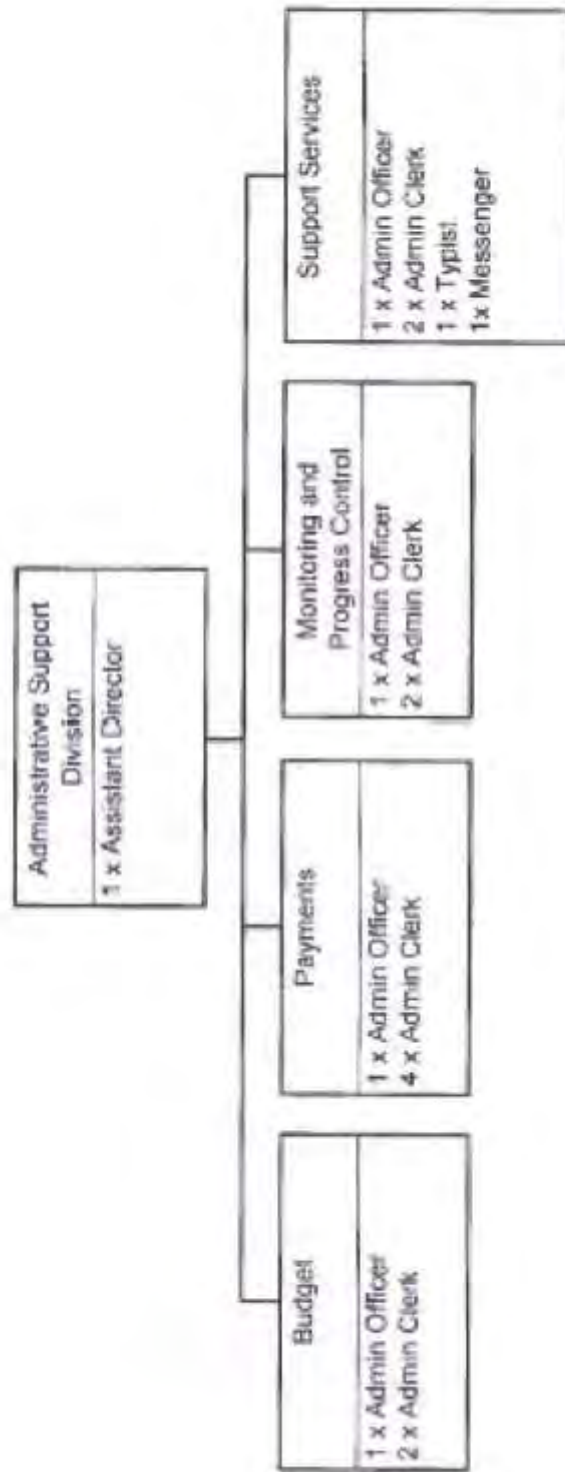 Administrative Support
Division
1 x Assistant Director
Budget
1 x Admin Officer
2 x Admin Clerk
Payments
1 x Admin Officer
4 x Admin Clerk
Monitoring and
Progress Control
1 x Admin Officer
2 x Admin Clerk
Support Services
1 x Admin Officer
2 x Admin Clerk
1 x Typist
1x Messenger